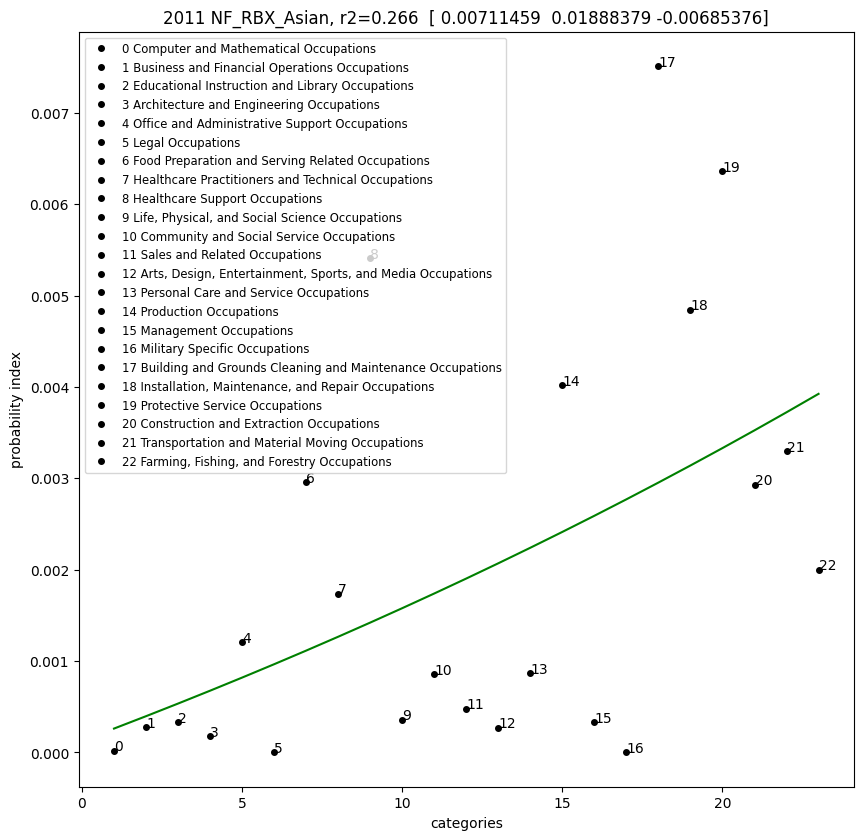 2011 NF_RBX_Asian, r2=0.266 [ 0.00711459 0.01888379 -0.00685376]
0 Computer and Mathematical Occupations
1 Business and Financial Operations Occupations
2 Educational Instruction and Library Occupations
3 Architecture and Engineering Occupations
4 Office and Administrative Support Occupations
5 Legal Occupations
6 Food Preparation and Serving Related Occupations
7 Healthcare Practitioners and Technical Occupations
8 Healthcare Support Occupations
9 Life, Physical, and Social Science Occupations
10 Community and Social Service Occupations
11 Sales and Related Occupations
12 Arts, Design, Entertainment, Sports, and Media Occupations
13 Personal Care and Service Occupations
14 Production Occupations
15 Management Occupations
16 Military Specific Occupations
17 Building and Grounds Cleaning and Maintenance Occupations
18 Installation, Maintenance, and Repair Occupations
19 Protective Service Occupations
20 Construction and Extraction Occupations
21 Transportation and Material Moving Occupations
22 Farming, Fishing, and Forestry Occupations
17
19
8
18
14
6
21
20
22
7
4
10
13
11
9
2
1
12
15
3
0
5
16
0.007
0.006
0.005
0.004
0.003
0.002
0.001
0.000
probability index
0
5
10
15
20
categories